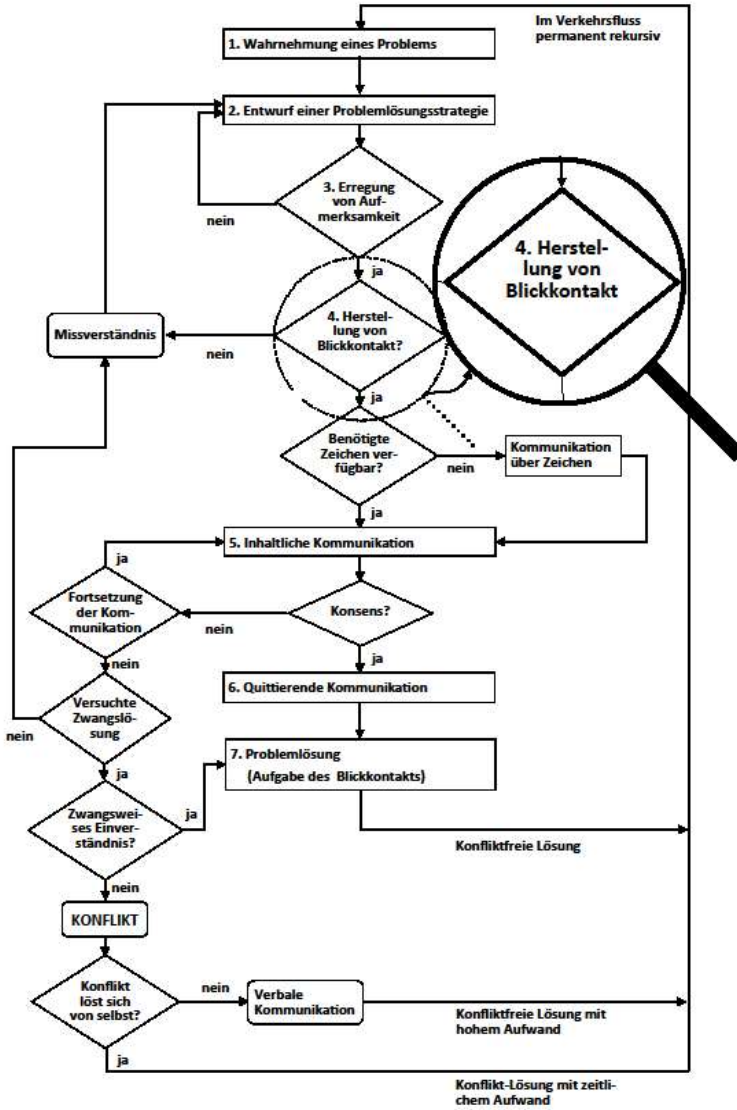 Im Verkehrsfluss
permanent rekursiv
1. Wahrnehmung eines Problems
2. Entwurf einer Problemlösungsstrategie
3. Erregung
von Auf-
merksamkeit
nein
ja
4. Herstel-
lung von
Blickkontakt
4. Herstel-
lung von
Blickkontakt?
Missverständnis
nein
ja
Benötigte
Zeichen ver-
fügbar?
nein
Kommunikation
über Zeichen
ja
5. Inhaltliche Kommunikation
ja
Fortsetzung
der Kom-
munikation
nein
Konsens?
nein
ja
Versuchte
Zwangslö-
sung
nein
6. Quittierende Kommunikation
ja
7. Problemlösung
(Aufgabe des Blickkontakts)
Zwangswei-
ses Einver-
ständnis?
ja
Konfliktfreie Lösung
nein
KONFLIKT
Konflikt
löst sich
von selbst?
nein
Verbale
Kommunikation
Konfliktfreie Lösung mit
hohem Aufwand
ja
Konflikt-Lösung mit zeitli-
chem Aufwand